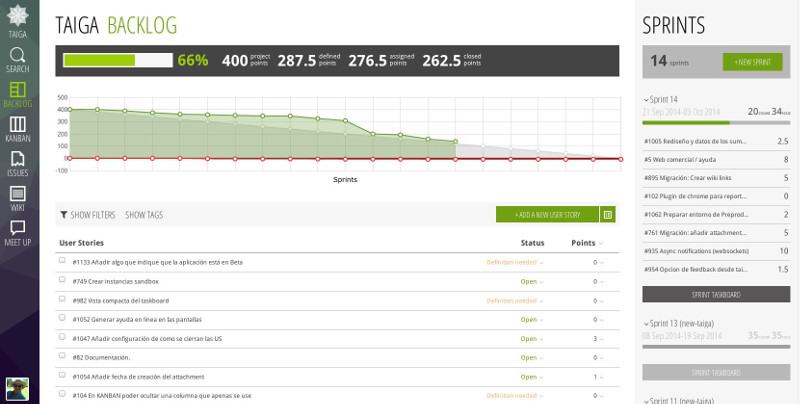 TAIGA
SEARCH
BACKLOG
KANBAN
ISSUES
WIKI
MEET UP
TAIGA BACKLOG
66% 400 project points 287.5 defined points 276.5 assigned points 262.5 closed points
500
400
300
200
100
0
-100
Sprints
SHOW FILTERS SHOW TAGS
+ ADD A NEW USER STORY
User Stories Status Points
#1133 Añadir algo que indique que la aplicación está en Beta Definition needed 0
#749 Crear instancias sandbox Open 0
#982 Vista compacta del taskboard Definition needed 0
#1052 Generar ayuda en línea en las pantallas Open 0
#1047 Añadir configuración de como se cierran las US Open 3
#82 Documentación. Open 0
#1054 Añadir fecha de creación del attachment Open 1
#104 En KANBAN poder ocultar una columna que apenas se use Definition needed 0
SPRINTS
14 sprints + NEW SPRINT
Sprint 14
21 Sep 2014-03 Oct 2014 20 34
#1005 Rediseño y datos de los sum... 2.5
#5 Web comercial / ayuda 8
#895 Migración: Crear wiki links 5
#102 Plugin de chrome para report... 0
#1062 Preparar entorno de Preprod... 2
#761 Migración: añadir attachment... 5
#935 Async notifications (websockets) 10
#954 Opcion de feedback desde tai... 1.5
SPRINT TASKBOARD
Sprint 13 (new-taiga)
08 Sep 2014-19 Sep 2014 35 35
SPRINT TASKBOARD
Sprint 11 (new-taiga)